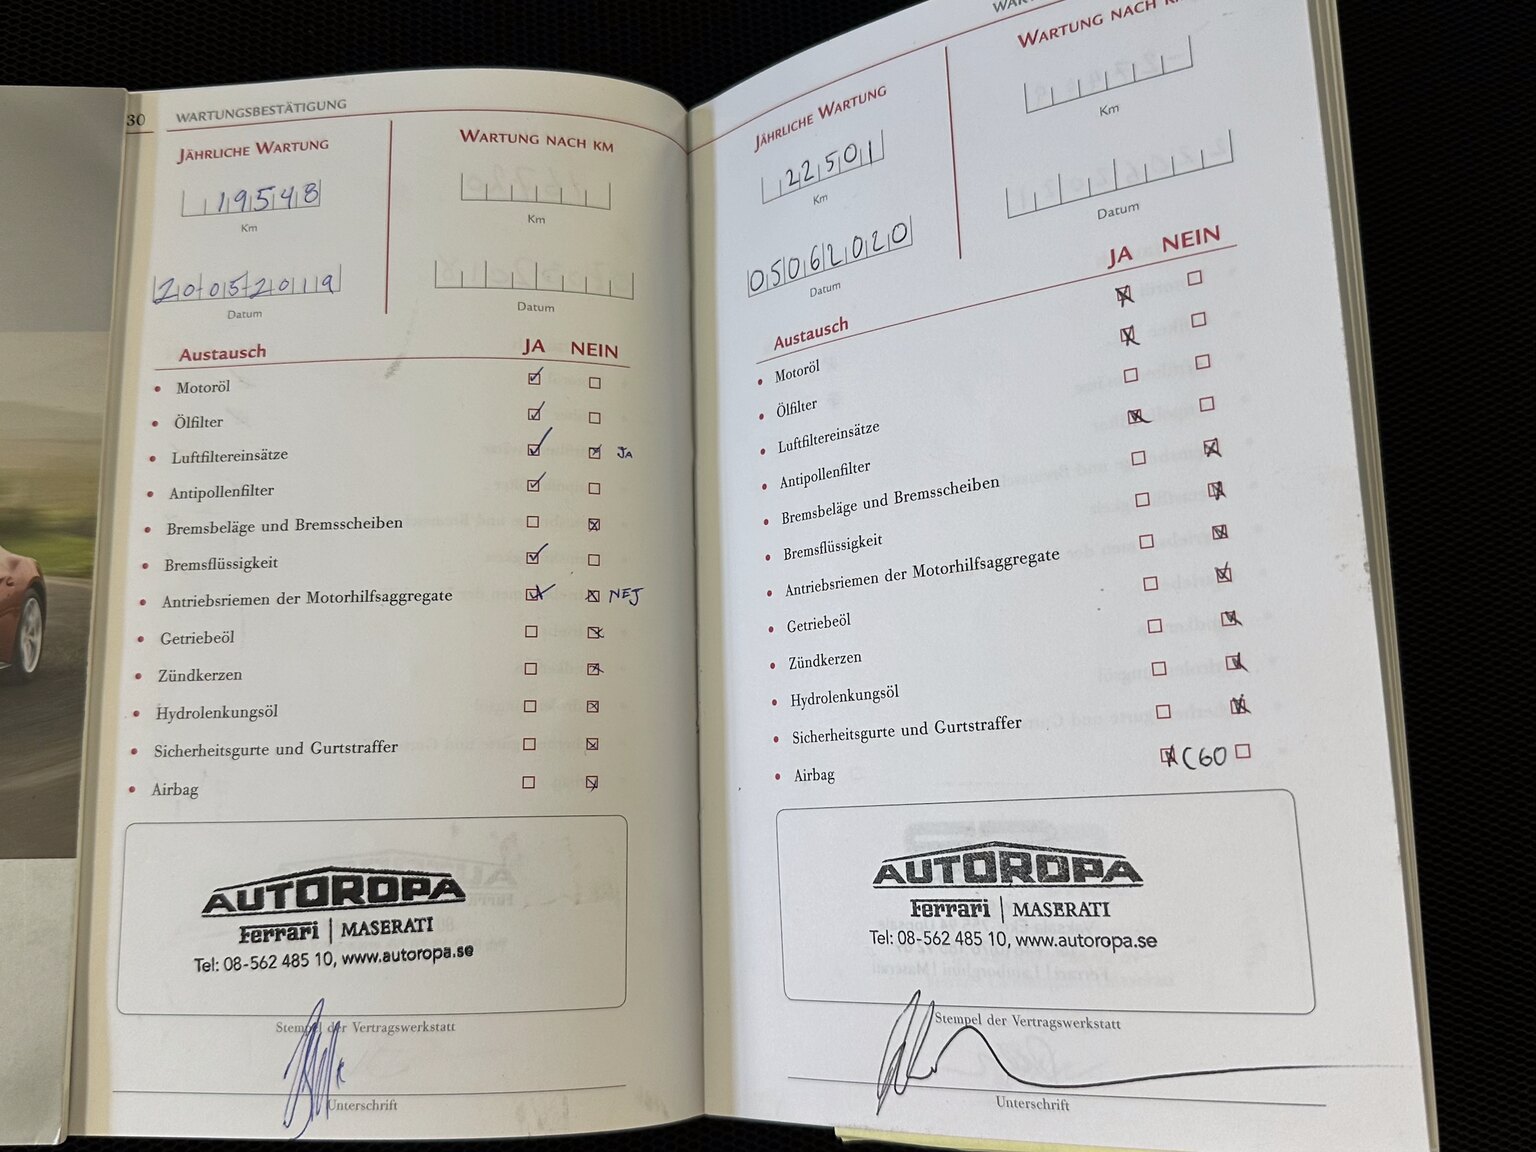 30 WARTUNGSBESTÄTIGUNG
JÄHRLICHE WARTUNG
WARTUNG NACH KM
19548
Km
Km
20052019
Datum
Datum
Austausch JA NEIN
Motoröl
Ölfilter
Luftfiltereinsätze JA
Antipollenfilter
Bremsbeläge und Bremsscheiben
Bremsflüssigkeit
Antriebsriemen der Motorhilfsaggregate NEJ
Getriebeöl
Zündkerzen
Hydrolenkungsöl
Sicherheitsgurte und Gurtstraffer
Airbag
AUTOROPA
Ferrari | MASERATI
Tel: 08-562 485 10, www.autoropa.se
Stempel der Vertragswerkstatt
Unterschrift
JÄHRLICHE WARTUNG
WARTUNG NACH
22501
Km
Km
05062020
Datum
Datum
Austausch JA NEIN
Motoröl
Ölfilter
Luftfiltereinsätze
Antipollenfilter
Bremsbeläge und Bremsscheiben
Bremsflüssigkeit
Antriebsriemen der Motorhilfsaggregate
Getriebeöl
Zündkerzen
Hydrolenkungsöl
Sicherheitsgurte und Gurtstraffer
Airbag C60
AUTOROPA
Ferrari | MASERATI
Tel: 08-562 485 10, www.autoropa.se
Stempel der Vertragswerkstatt
Unterschrift